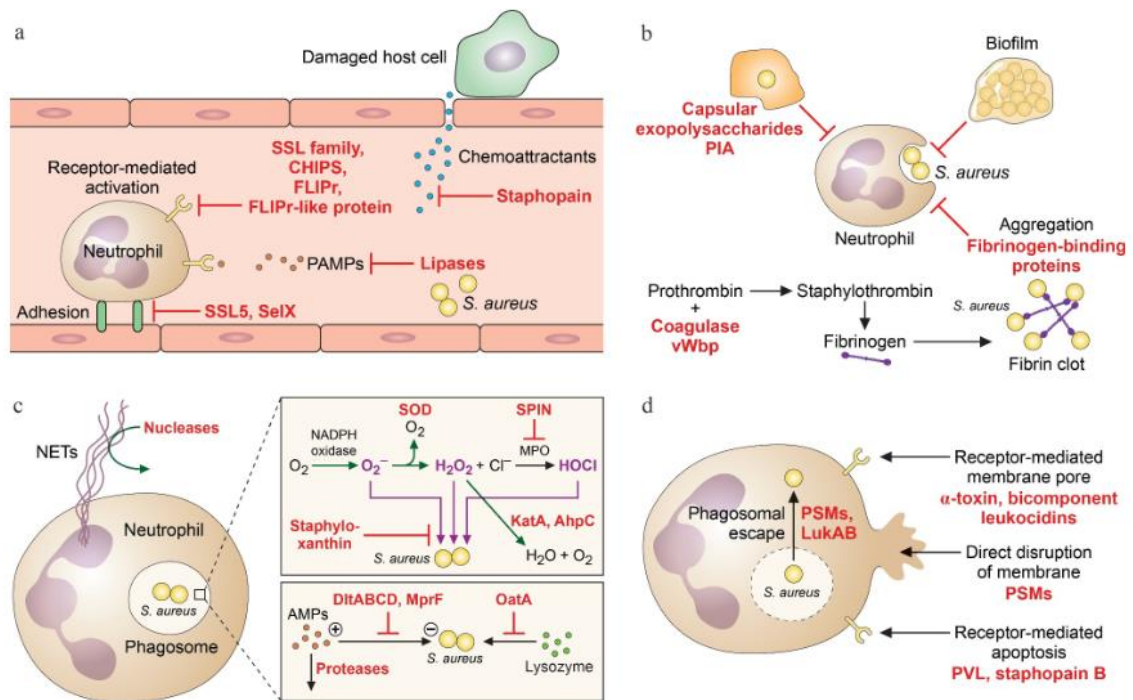 a
Damaged host cell
Receptor-mediated
activation
SSL family,
CHIPS,
FLIPr,
FLIPr-like protein
Chemoattractants
Staphopain
Neutrophil
PAMPs
Lipases
S. aureus
Adhesion
SSL5, SelX
b
Biofilm
Capsular
exopolysaccharides
PIA
S. aureus
Neutrophil
Aggregation
Fibrinogen-binding
proteins
Prothrombin
+
Coagulase
vWbp
Staphylothrombin
Fibrinogen
S. aureus
Fibrin clot
c
NETs
Nucleases
Neutrophil
S. aureus
Phagosome
SOD
O₂
SPIN
NADPH
oxidase
MPO
O₂
O₂⁻
H₂O₂ + Cl⁻
HOCl
Staphylo-
xanthin
KatA, AhpC
S. aureus
H₂O + O₂
AMPs
DltABCD, MprF
OatA
+
−
S. aureus
Lysozyme
Proteases
d
Phagosomal
escape
PSMs,
LukAB
S. aureus
Receptor-mediated
membrane pore
α-toxin, bicomponent
leukocidins
Direct disruption
of membrane
PSMs
Receptor-mediated
apoptosis
PVL, staphopain B